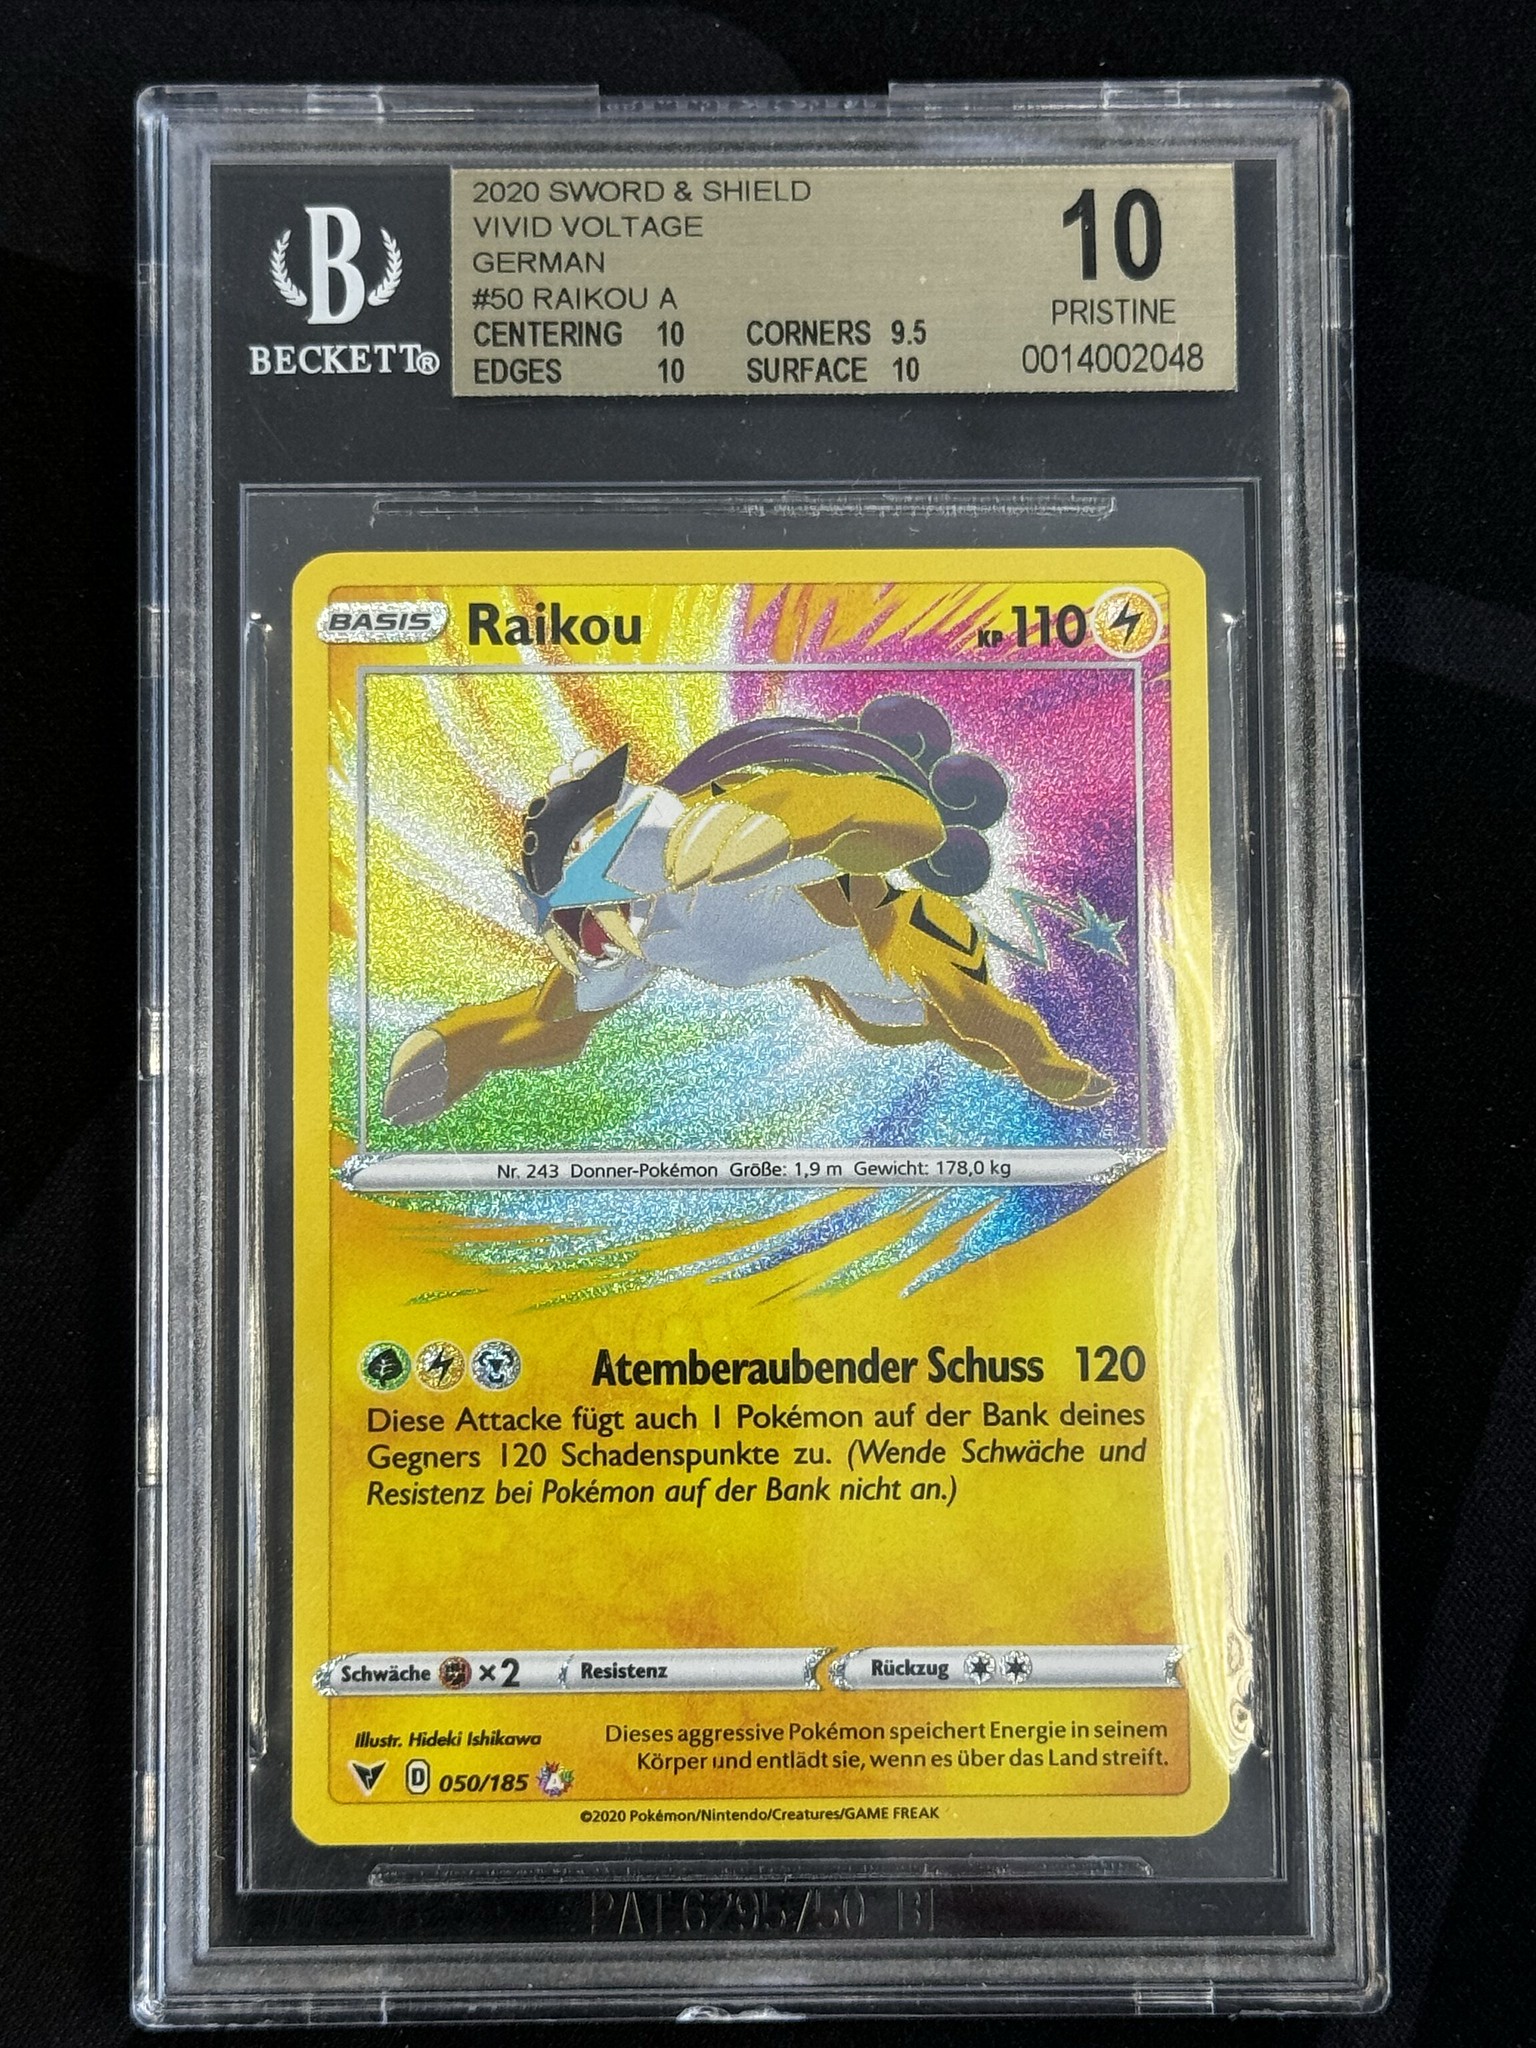 2020 SWORD & SHIELD
VIVID VOLTAGE
GERMAN
#50 RAIKOU A
CENTERING 10 CORNERS 9.5
EDGES 10 SURFACE 10
10
PRISTINE
0014002048
B
BECKETT®
BASIS Raikou KP 110
Nr. 243 Donner-Pokémon Größe: 1,9 m Gewicht: 178,0 kg
Atemberaubender Schuss 120
Diese Attacke fügt auch 1 Pokémon auf der Bank deines
Gegners 120 Schadenspunkte zu. (Wende Schwäche und
Resistenz bei Pokémon auf der Bank nicht an.)
Schwäche ×2 Resistenz Rückzug
Illustr. Hideki Ishikawa
D 050/185 A
Dieses aggressive Pokémon speichert Energie in seinem
Körper und entlädt sie, wenn es über das Land streift.
©2020 Pokémon/Nintendo/Creatures/GAME FREAK